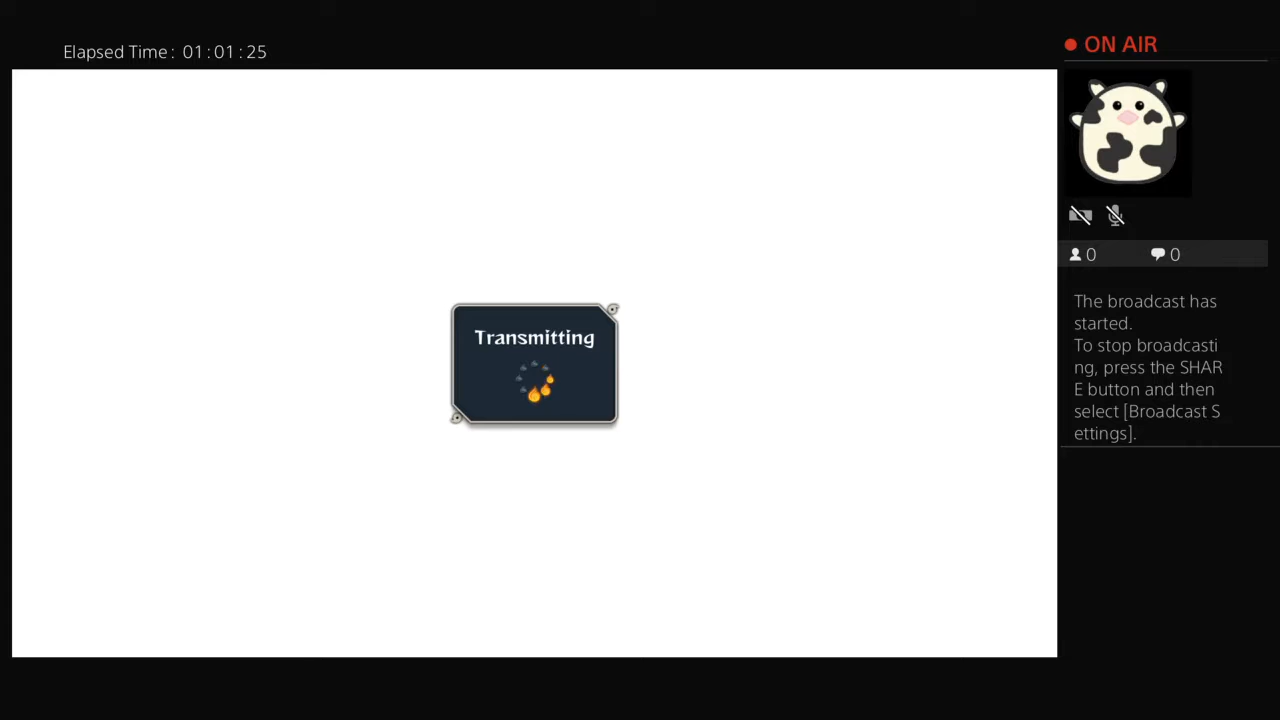 Elapsed Time: 01:01:25
ON AIR
0 0
The broadcast has
started.
To stop broadcasti
ng, press the SHAR
E button and then
select [Broadcast S
ettings].
Transmitting